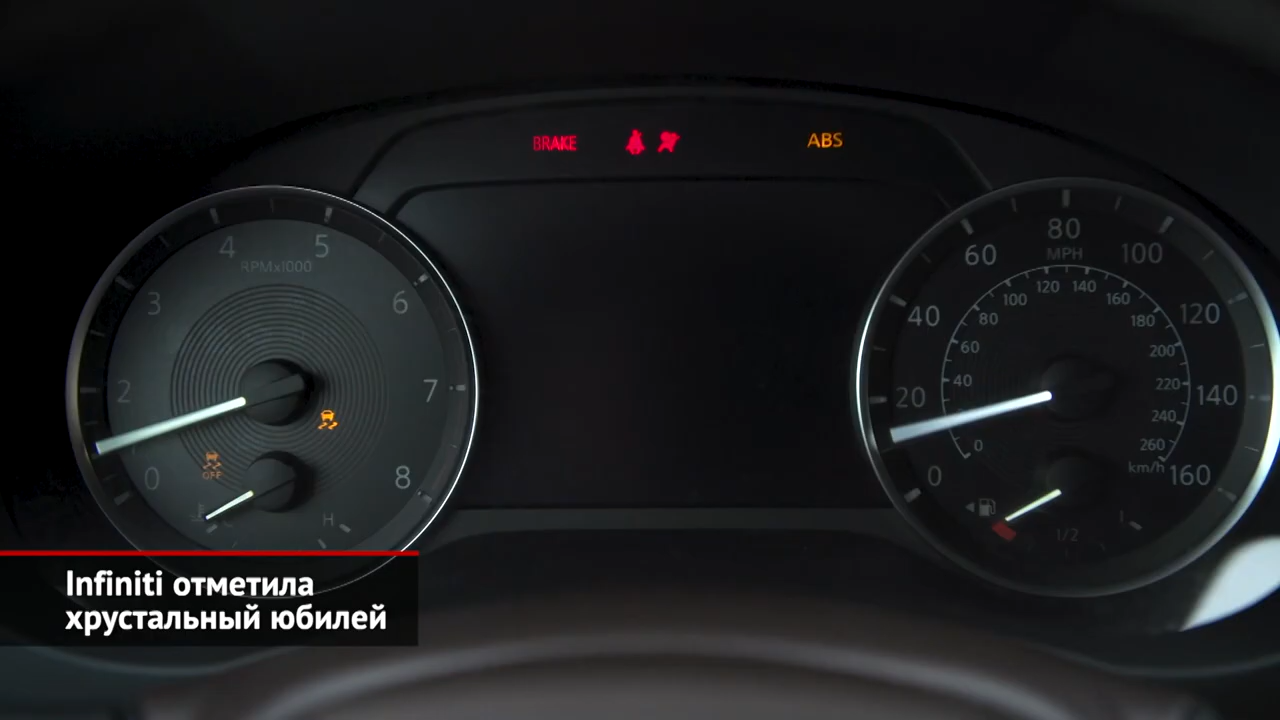 BRAKE
ABS
4 5
RPMx1000
3 6
2 7
0 8
OFF
C H
80
60 MPH 100
120 140
100 160
40 80 180 120
60 200
20 40 220 140
240
0 0 260 160
km/h
1/2
Infiniti отметила
хрустальный юбилей